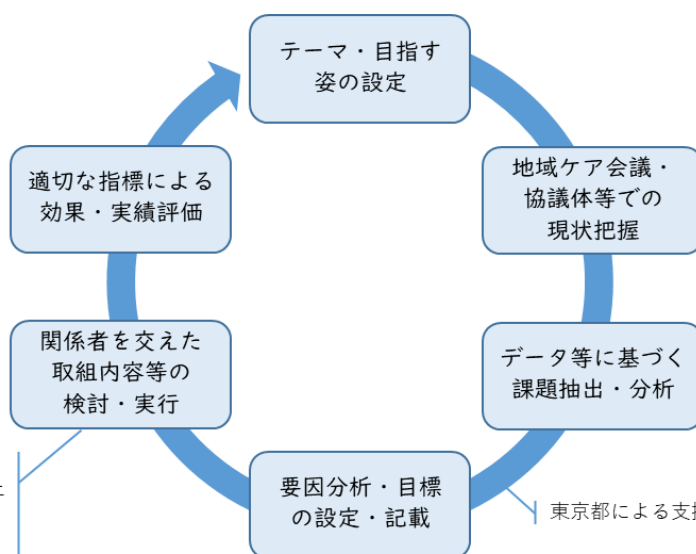 テーマ・目指す
姿の設定
地域ケア会議・
協議体等での
現状把握
データ等に基づく
課題抽出・分析
要因分析・目標
の設定・記載
関係者を交えた
取組内容等の
検討・実行
適切な指標による
効果・実績評価
東京都による支援